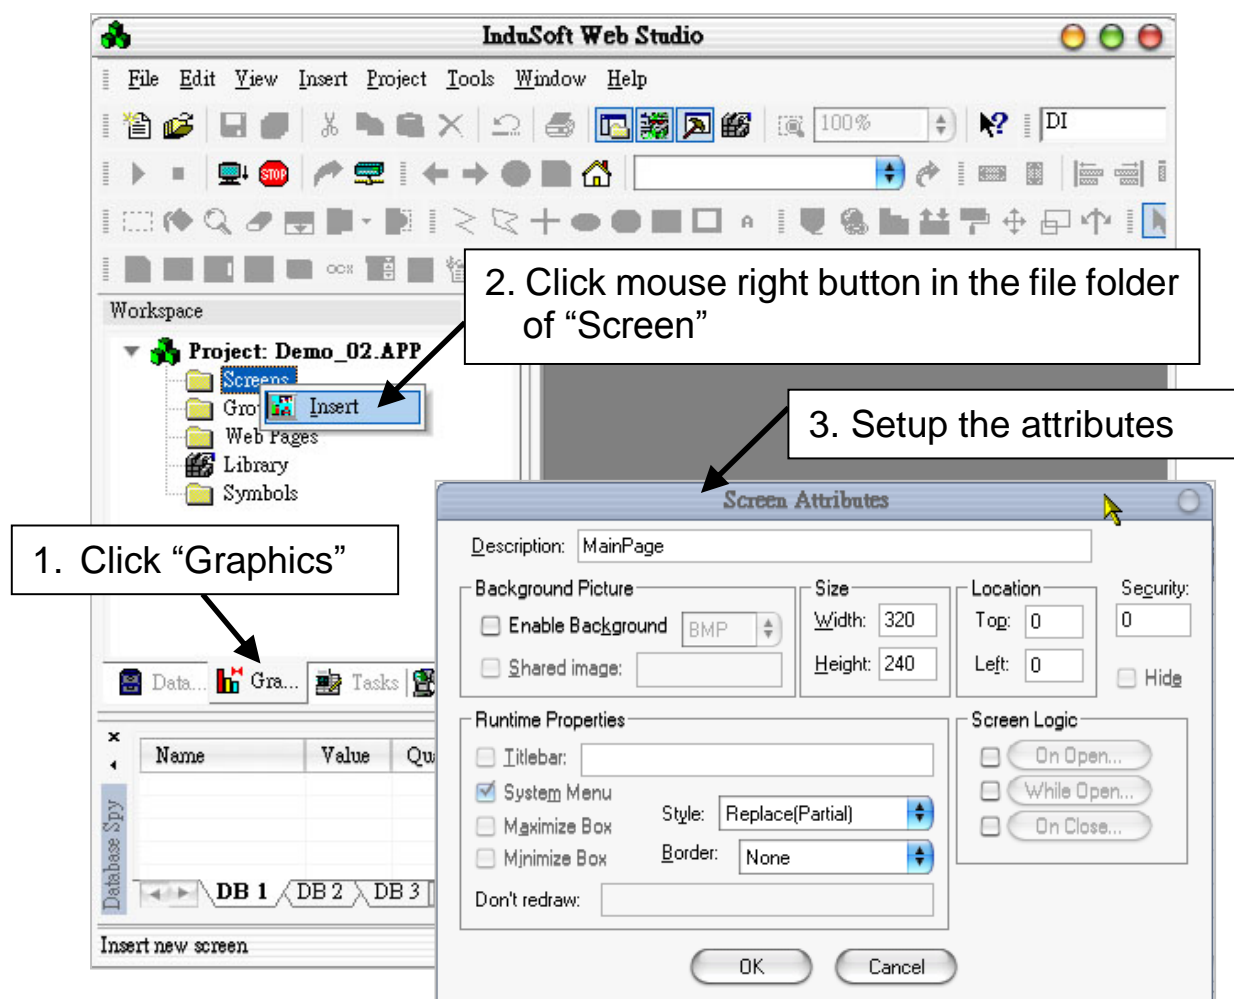 InduSoft Web Studio
File Edit View Insert Project Tools Window Help
100%
DI
STOP
A
OCX
2. Click mouse right button in the file folder
of “Screen”
Workspace
Project: Demo_02.APP
Screens
Insert
Web Pages
Library
Symbols
3. Setup the attributes
1. Click “Graphics”
Data... Gra... Tasks
Screen Attributes
Description: MainPage
Background Picture
Enable Background BMP
Shared image:
Size
Width: 320
Height: 240
Location
Top: 0
Left: 0
Security:
0
Hide
Runtime Properties
Titlebar:
System Menu
Maximize Box
Minimize Box
Style: Replace(Partial)
Border: None
Don't redraw:
Screen Logic
On Open...
While Open...
On Close...
OK Cancel
Name Value Qu
Database Spy
DB 1 DB 2 DB 3
Insert new screen